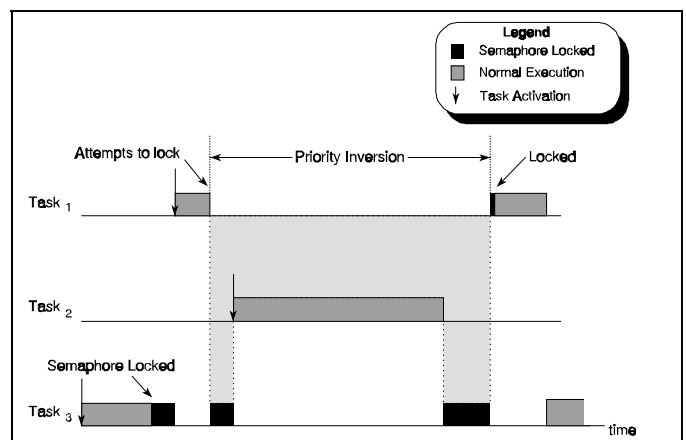 Legend
Semaphore Locked
Normal Execution
Task Activation
Attempts to lock
Priority Inversion
Locked
Task 1
Task 2
Semaphore Locked
Task 3
time